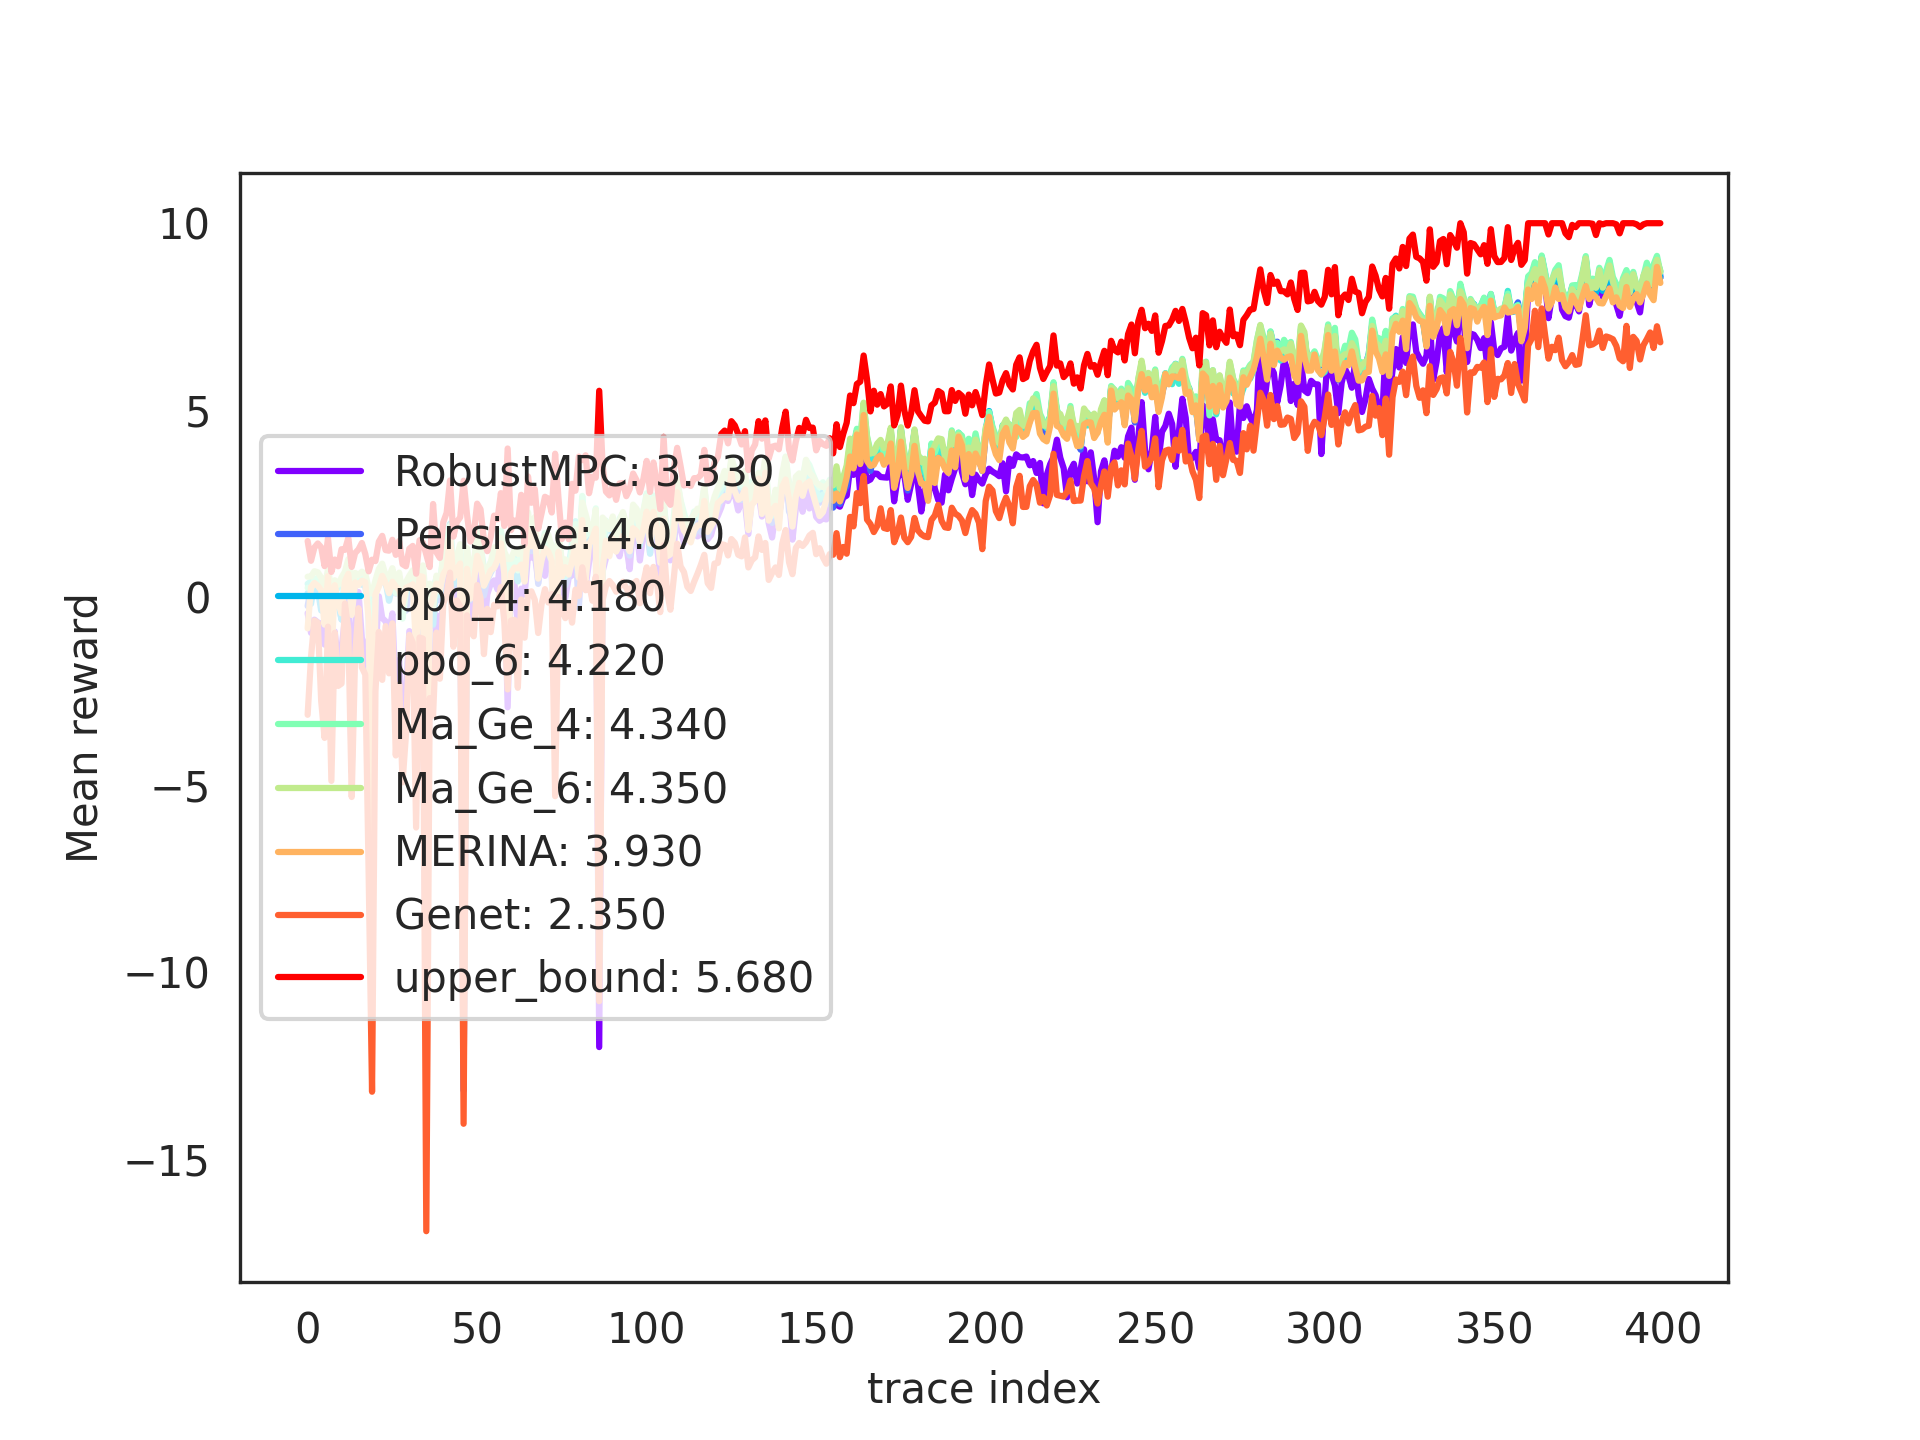 10
5
0
−5
−10
−15
Mean reward
RobustMPC: 3.330
Pensieve: 4.070
ppo_4: 4.180
ppo_6: 4.220
Ma_Ge_4: 4.340
Ma_Ge_6: 4.350
MERINA: 3.930
Genet: 2.350
upper_bound: 5.680
0 50 100 150 200 250 300 350 400
trace index